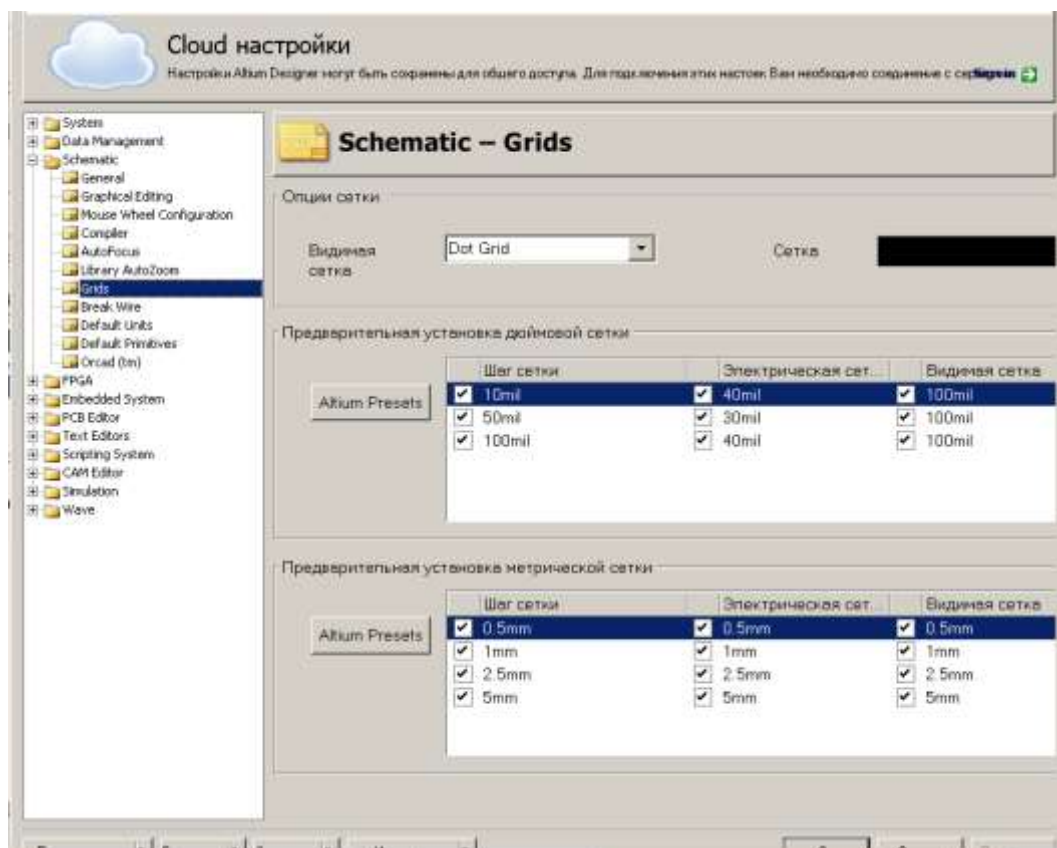 Cloud настройки
Настройки Altium Designer могут быть сохранены для общего доступа. Для подключения этих настоек Вам необходимо соединение с Sign in
System
Data Management
Schematic
General
Graphical Editing
Mouse Wheel Configuration
Compiler
AutoFocus
Library AutoZoom
Grids
Break Wire
Default Units
Default Primitives
Orcad (tm)
FPGA
Embedded System
PCB Editor
Text Editors
Scripting System
CAM Editor
Simulation
Wave
Schematic – Grids
Опции сетки
Видимая сетка
Dot Grid
Сетка
Предварительная установка дюймовой сетки
Altium Presets
Шаг сетки Электрическая сет... Видимая сетка
10mil 40mil 100mil
50mil 30mil 100mil
100mil 40mil 100mil
Предварительная установка метрической сетки
Altium Presets
Шаг сетки Электрическая сет... Видимая сетка
0.5mm 0.5mm 0.5mm
1mm 1mm 1mm
2.5mm 2.5mm 2.5mm
5mm 5mm 5mm